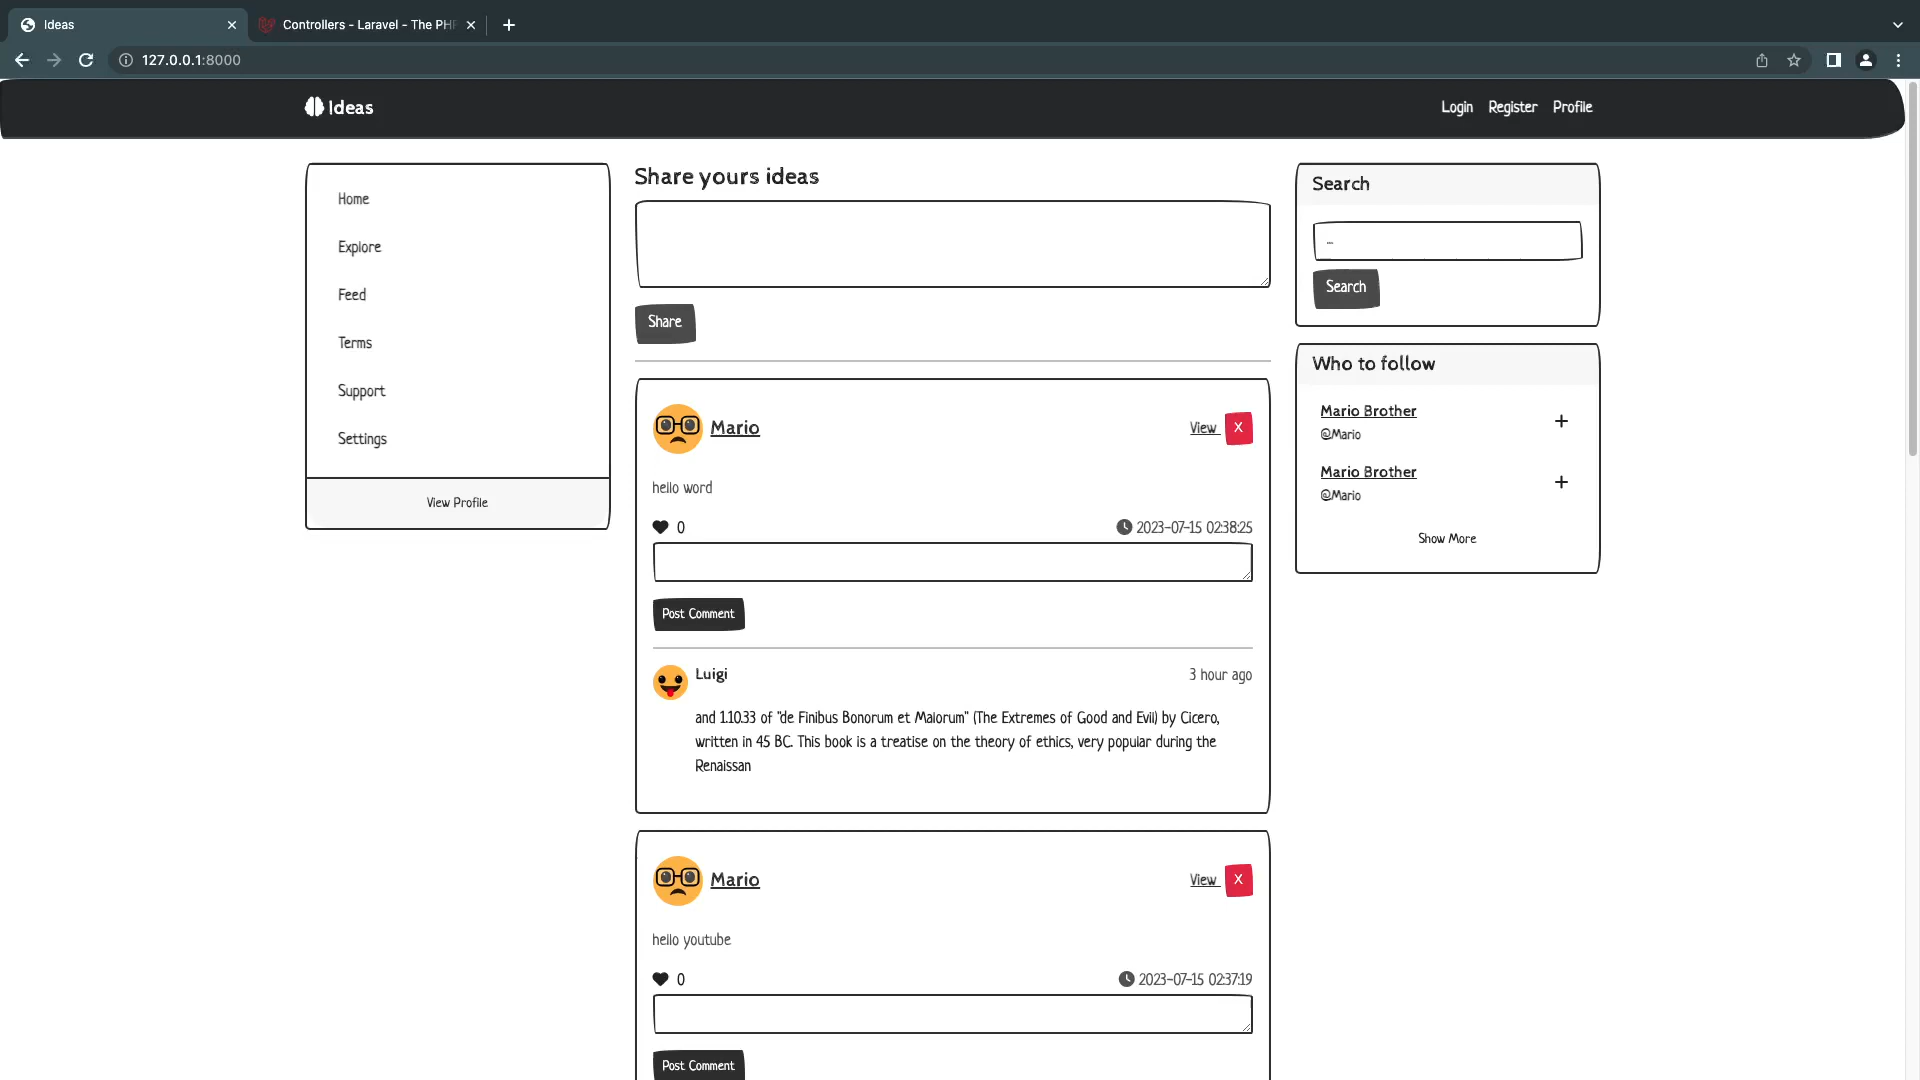 Ideas
Controllers - Laravel - The PHP
127.0.0.1:8000
Ideas
Login Register Profile
Home
Explore
Feed
Terms
Support
Settings
View Profile
Share yours ideas
Share
Mario
View X
hello word
0
2023-07-15 02:38:25
Post Comment
Luigi
3 hour ago
and 1.10.33 of "de Finibus Bonorum et Malorum" (The Extremes of Good and Evil) by Cicero,
written in 45 BC. This book is a treatise on the theory of ethics, very popular during the
Renaissan
Mario
View X
hello youtube
0
2023-07-15 02:37:19
Post Comment
Search
...
Search
Who to follow
Mario Brother
@Mario
+
Mario Brother
@Mario
+
Show More